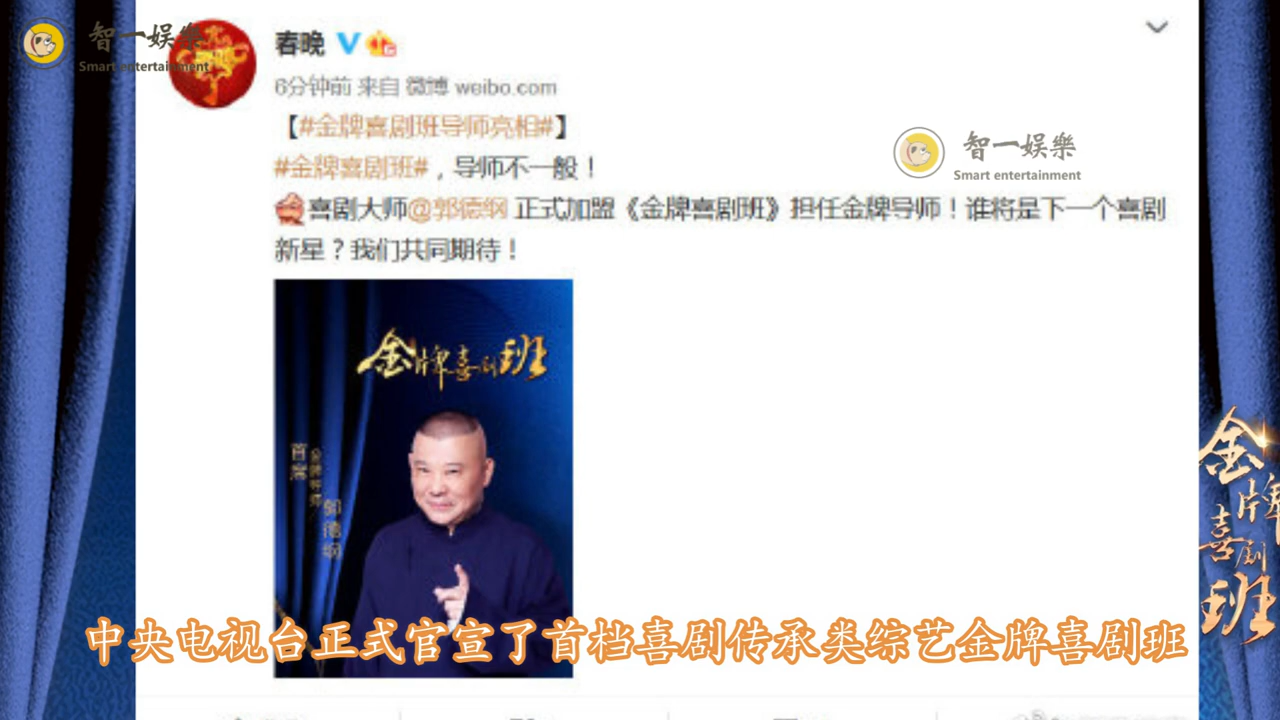 智一娱樂
Smart entertainment
春晚
6分钟前 来自 微博 weibo.com
【#金牌喜剧班导师亮相#】
#金牌喜剧班#，导师不一般！
喜剧大师@郭德纲 正式加盟《金牌喜剧班》担任金牌导师！谁将是下一个喜剧
新星？我们共同期待！
智一娱樂
Smart entertainment
金牌喜剧班
首席
金牌导师
郭德纲
金牌喜剧班
中央电视台正式官宣了首档喜剧传承类综艺金牌喜剧班